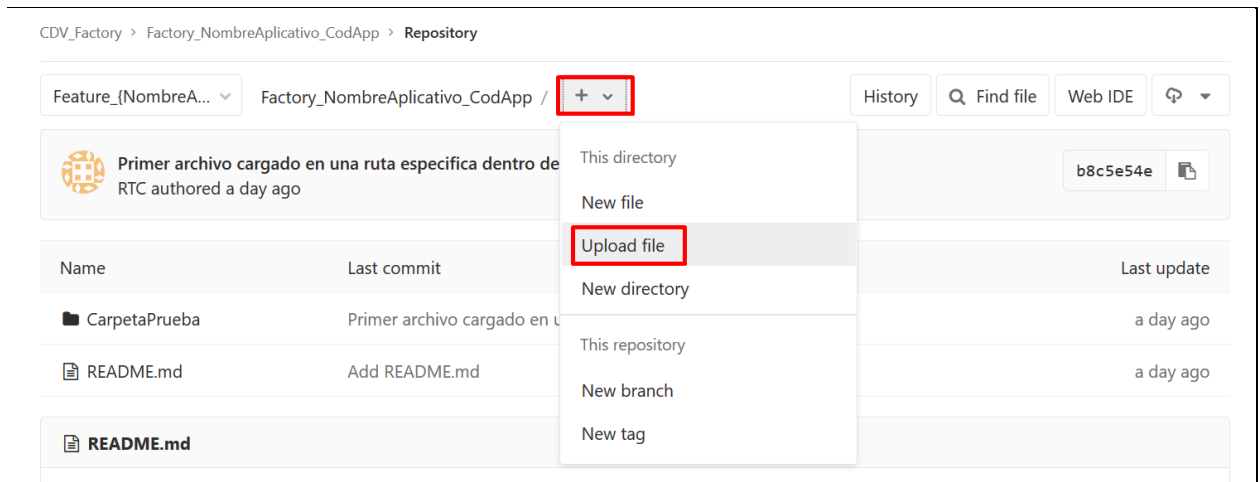 CDV_Factory > Factory_NombreAplicativo_CodApp > Repository
Feature_{NombreA... Factory_NombreAplicativo_CodApp / + History Find file Web IDE
Primer archivo cargado en una ruta especifica dentro de
RTC authored a day ago
b8c5e54e
This directory
New file
Upload file
New directory
This repository
New branch
New tag
Name Last commit Last update
CarpetaPrueba Primer archivo cargado en a day ago
README.md Add README.md a day ago
README.md